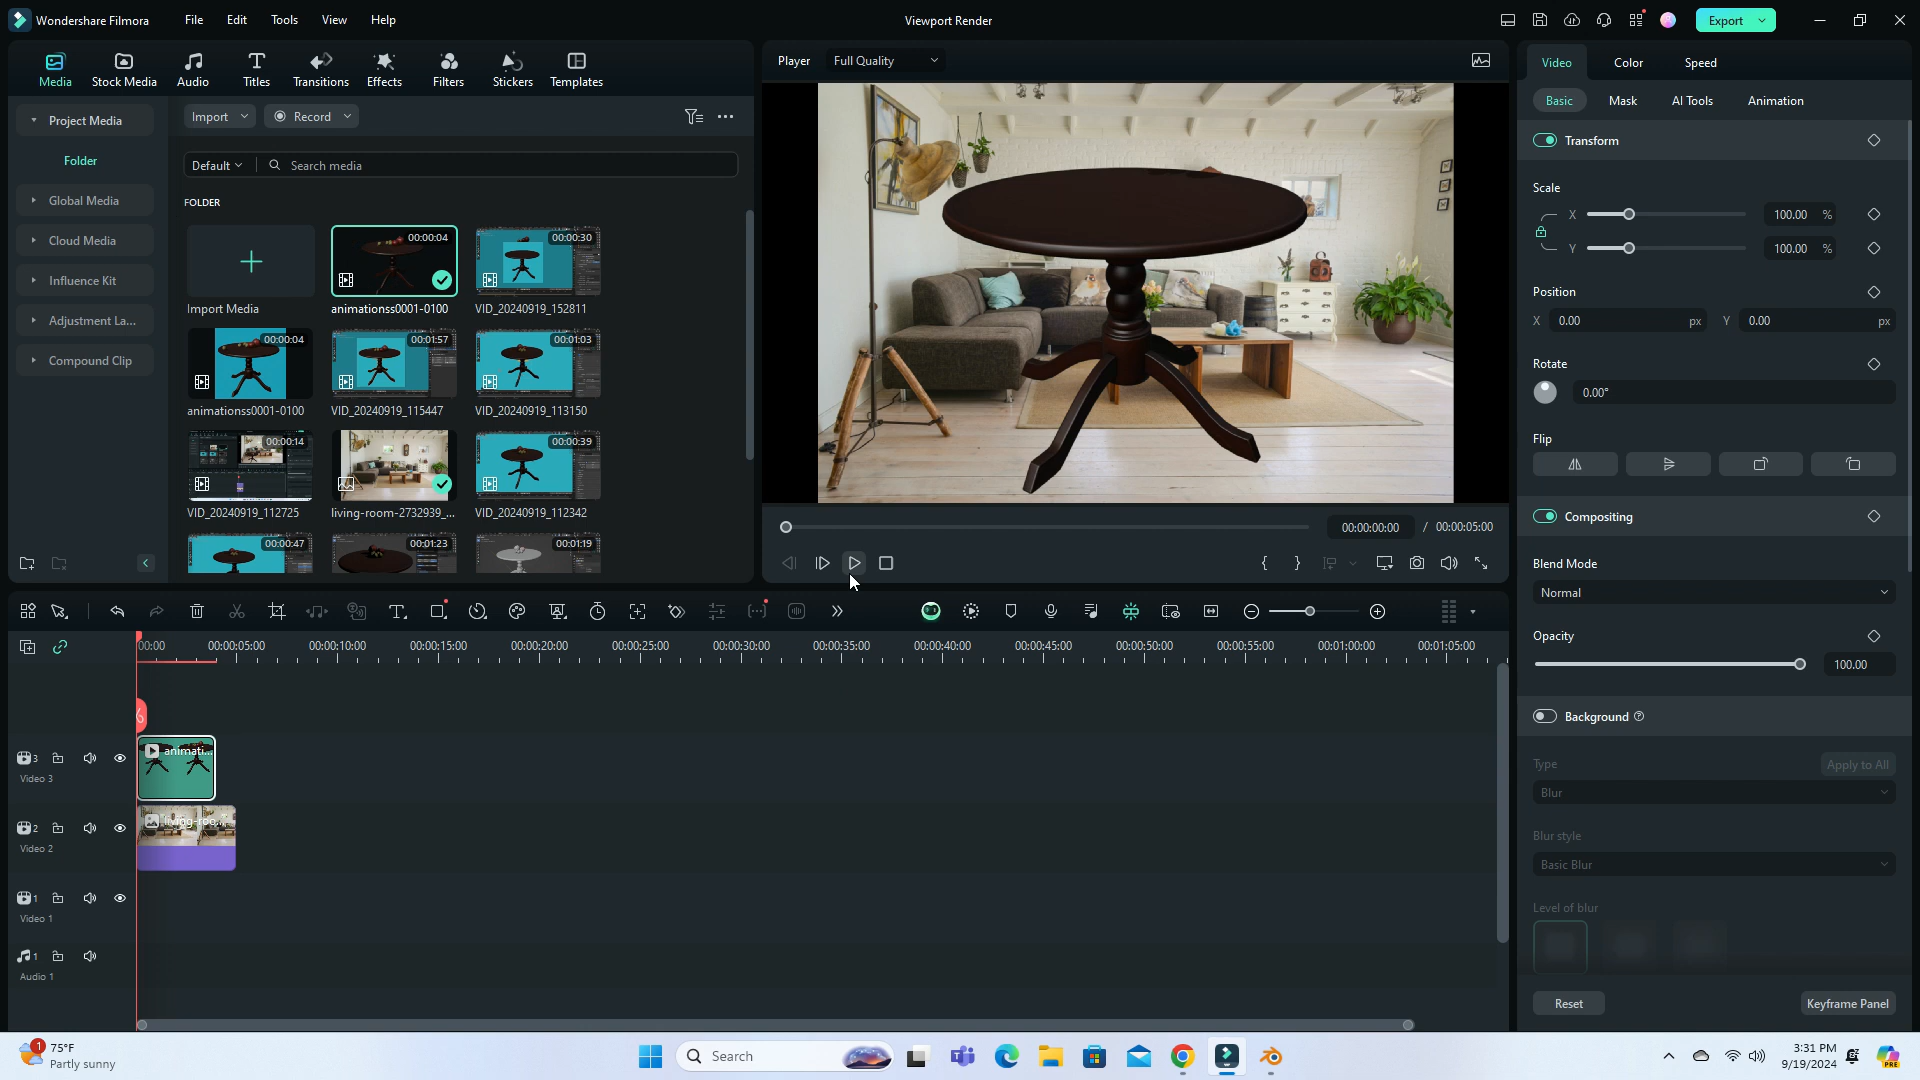 Wondershare Filmora File Edit Tools View Help Viewport Render Export
Media Stock Media Audio Titles Transitions Effects Filters Stickers Templates
Project Media
Folder
Global Media
Cloud Media
Influence Kit
Adjustment La...
Compound Clip
Import Record
Default Search media
FOLDER
Import Media
00:00:04
animationss0001-0100
00:00:30
VID_20240919_152811
00:00:04
animationss0001-0100
00:01:57
VID_20240919_115447
00:01:03
VID_20240919_113150
00:00:14
VID_20240919_112725
living-room-2732939_...
00:00:39
VID_20240919_112342
00:00:47
00:01:23
00:01:19
Player Full Quality
00:00:00:00 / 00:00:05:00
Video Color Speed
Basic Mask AI Tools Animation
Transform
Scale
X 100.00 %
Y 100.00 %
Position
X 0.00 px Y 0.00 px
Rotate
0.00°
Flip
Compositing
Blend Mode
Normal
Opacity
100.00
Background
Type Apply to All
Blur
Blur style
Basic Blur
Level of blur
Reset Keyframe Panel
00:00 00:00:05:00 00:00:10:00 00:00:15:00 00:00:20:00 00:00:25:00 00:00:30:00 00:00:35:00 00:00:40:00 00:00:45:00 00:00:50:00 00:00:55:00 00:01:00:00 00:01:05:00
3
Video 3
animati...
2
Video 2
living-roo...
1
Video 1
1
Audio 1
1
75°F
Partly sunny
Search
3:31 PM
9/19/2024
PRE